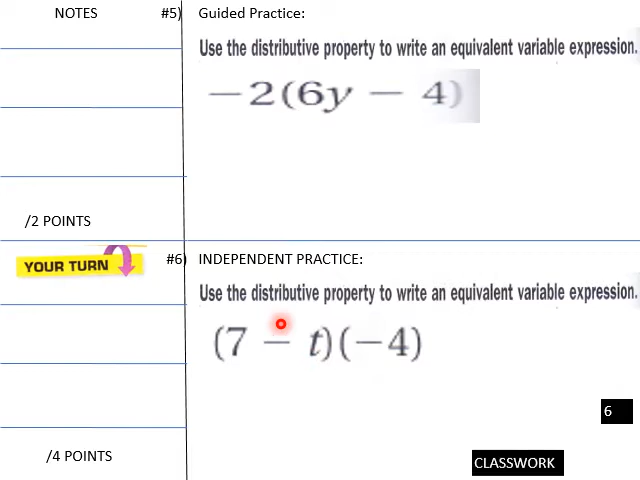 NOTES #5) Guided Practice:
Use the distributive property to write an equivalent variable expression.
−2(6y − 4)
/2 POINTS
YOUR TURN #6) INDEPENDENT PRACTICE:
Use the distributive property to write an equivalent variable expression.
(7 − t)(−4)
6
/4 POINTS
CLASSWORK